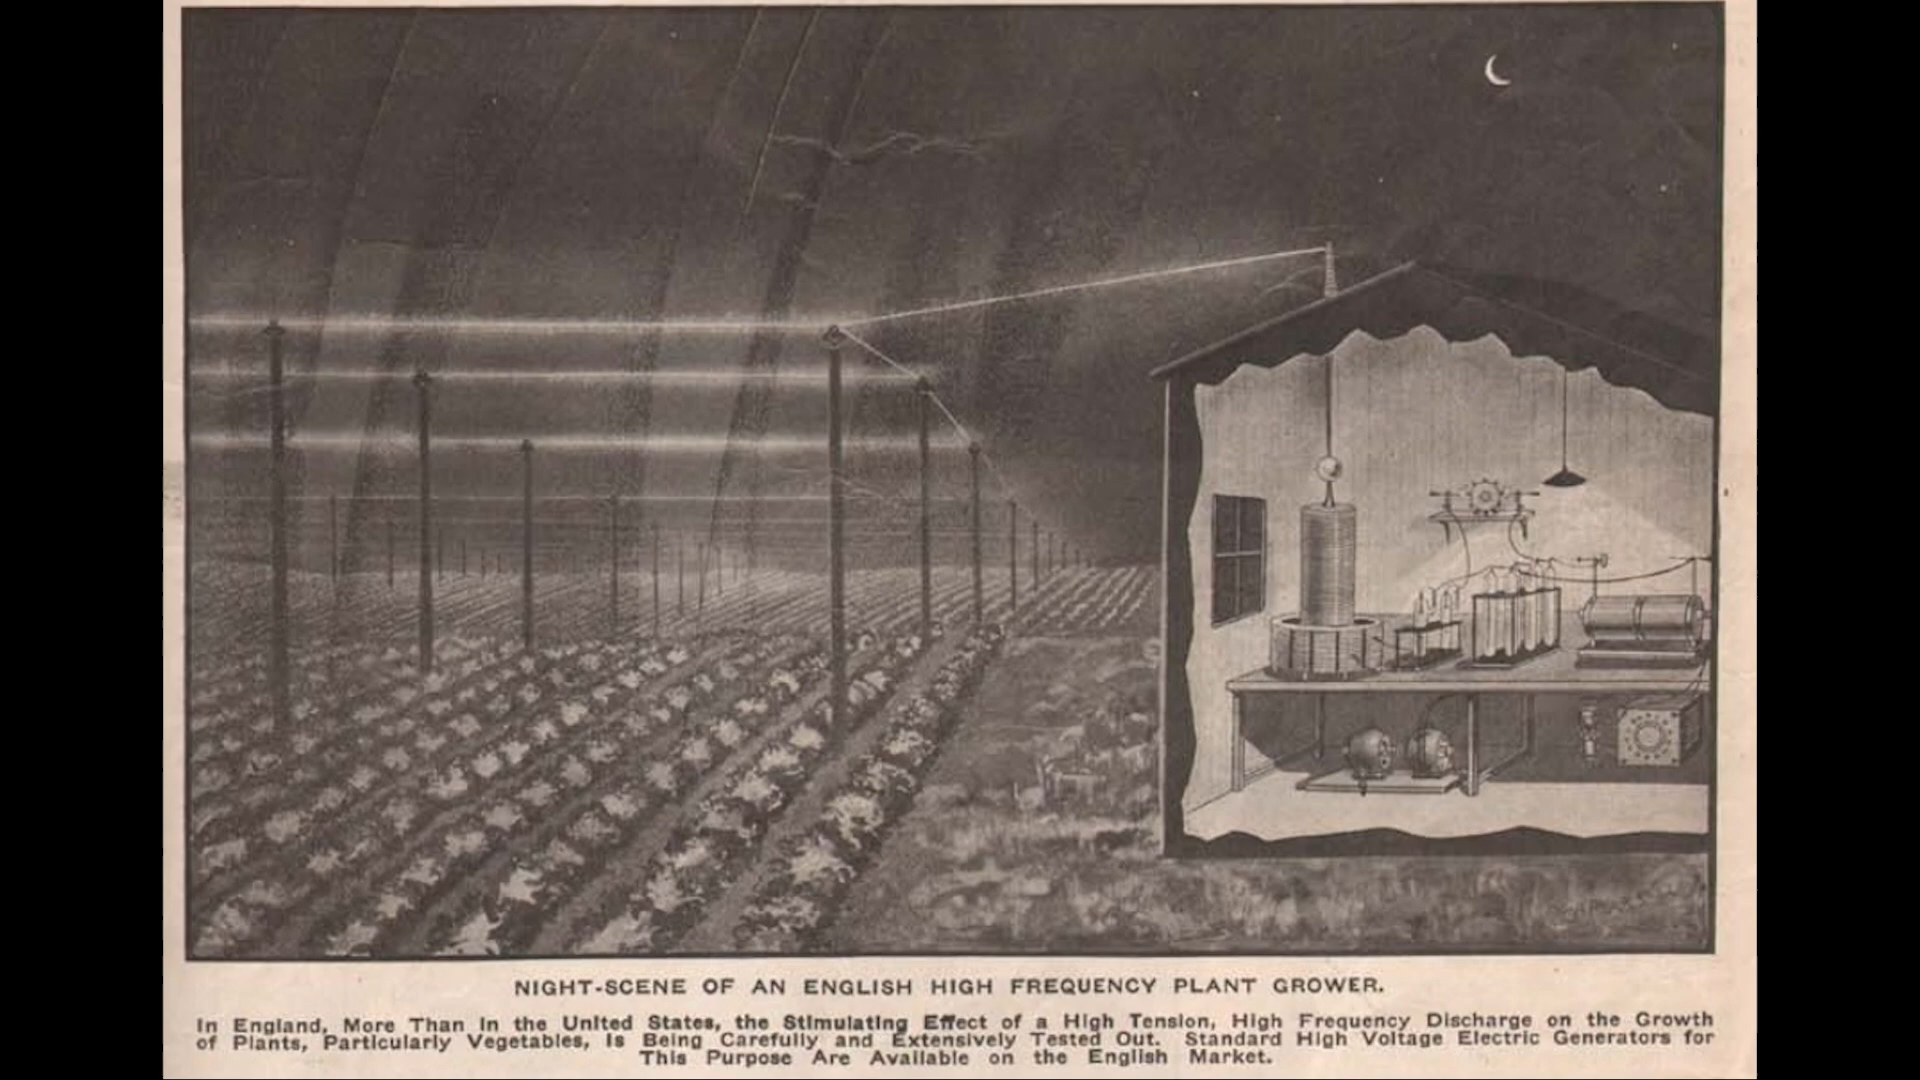 NIGHT-SCENE OF AN ENGLISH HIGH FREQUENCY PLANT GROWER.
In England, More Than in the United States, the Stimulating Effect of a High Tension, High Frequency Discharge on the Growth
of Plants, Particularly Vegetables, is Being Carefully and Extensively Tested Out. Standard High Voltage Electric Generators for
This Purpose Are Available on the English Market.